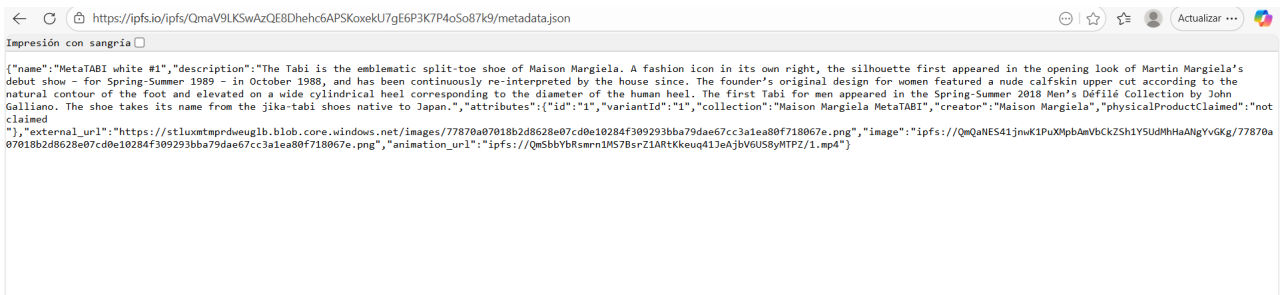 https://ipfs.io/ipfs/QmaV9LKSwAzQE8Dhehc6APSKoxekU7gE6P3K7P4oSo87k9/metadata.json
Actualizar
Impresión con sangría
{"name":"MetaTABI white #1","description":"The Tabi is the emblematic split-toe shoe of Maison Margiela. A fashion icon in its own right, the silhouette first appeared in the opening look of Martin Margiela’s
debut show – for Spring-Summer 1989 – in October 1988, and has been continuously re-interpreted by the house since. The founder’s original design for women featured a nude calfskin upper cut according to the
natural contour of the foot and elevated on a wide cylindrical heel corresponding to the diameter of the human heel. The first Tabi for men appeared in the Spring-Summer 2018 Men’s Défilé Collection by John
Galliano. The shoe takes its name from the jika-tabi shoes native to Japan.","attributes":{"id":"1","variantId":"1","collection":"Maison Margiela MetaTABI","creator":"Maison Margiela","physicalProductClaimed":"not
claimed
"},"external_url":"https://stluxmtmprdweuglb.blob.core.windows.net/images/77870a07018b2d8628e07cd0e10284f309293bba79dae67cc3a1ea80f718067e.png","image":"ipfs://QmQaNES41jnwK1PuXMpbAmVbCkZSh1Y5UdMhHaANgYvGKg/77870a
07018b2d8628e07cd0e10284f309293bba79dae67cc3a1ea80f718067e.png","animation_url":"ipfs://QmSbbYbRsmrn1MS7BsrZ1ARtKkeuq41JeAjbV6US8yMTPZ/1.mp4"}